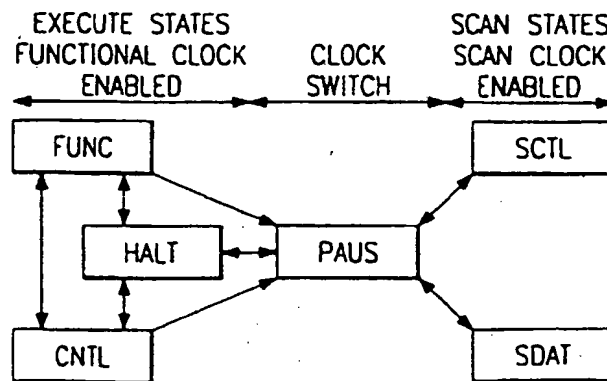 EXECUTE STATES
FUNCTIONAL CLOCK
ENABLED
CLOCK
SWITCH
SCAN STATES
SCAN CLOCK
ENABLED
FUNC
SCTL
HALT
PAUS
CNTL
SDAT